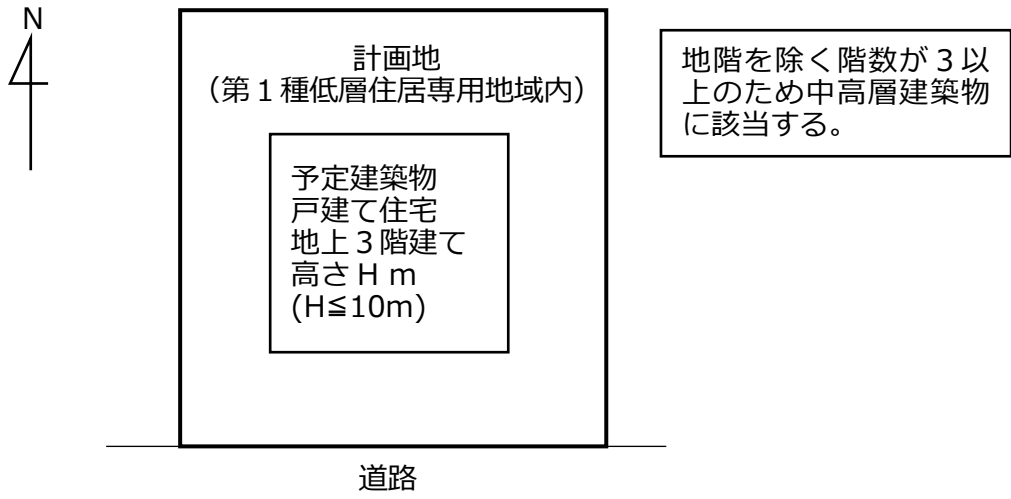 N
計画地
（第１種低層住居専用地域内）
予定建築物
戸建て住宅
地上３階建て
高さＨｍ
(H≦10m)
地階を除く階数が３以
上のため中高層建築物
に該当する。
道路